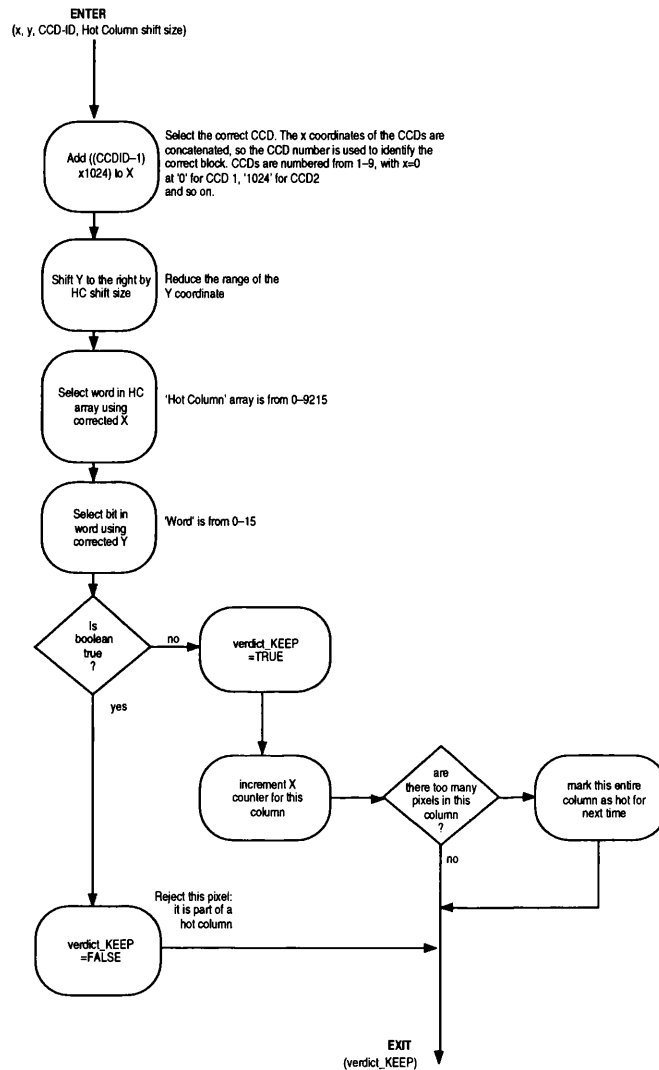 ENTER
(x, y, CCD-ID, Hot Column shift size)
Add ((CCDID–1)
x1024) to X
Select the correct CCD. The x coordinates of the CCDs are
concatenated, so the CCD number is used to identify the
correct block. CCDs are numbered from 1–9, with x=0
at '0' for CCD 1, '1024' for CCD2
and so on.
Shift Y to the right by
HC shift size
Reduce the range of the
Y coordinate
Select word in HC
array using
corrected X
'Hot Column' array is from 0–9215
Select bit in
word using
corrected Y
'Word' is from 0–15
Is
boolean
true
?
no
verdict_KEEP
=TRUE
yes
increment X
counter for this
column
are
there too many
pixels in this
column
?
mark this entire
column as hot for
next time
no
Reject this pixel:
it is part of a
hot column
verdict_KEEP
=FALSE
EXIT
(verdict_KEEP)